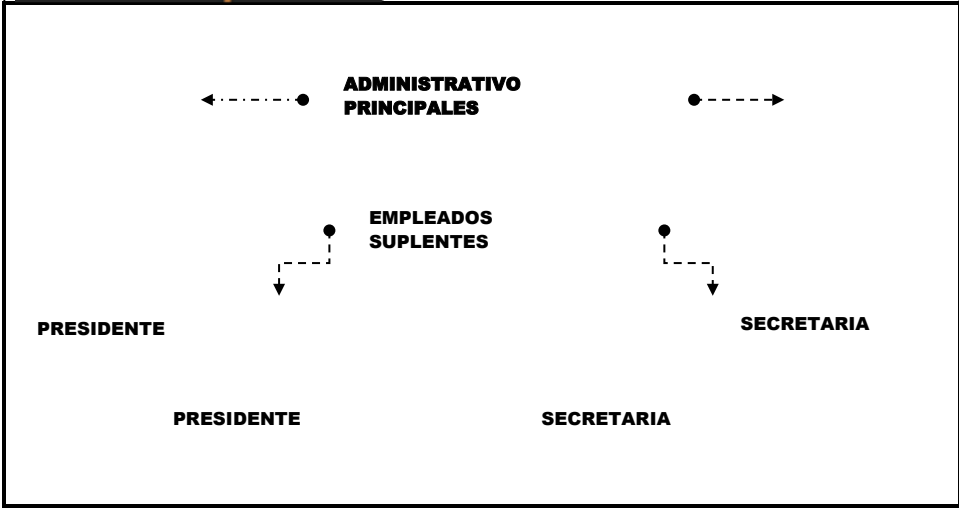 ADMINISTRATIVO
PRINCIPALES
EMPLEADOS
SUPLENTES
PRESIDENTE
SECRETARIA
PRESIDENTE
SECRETARIA